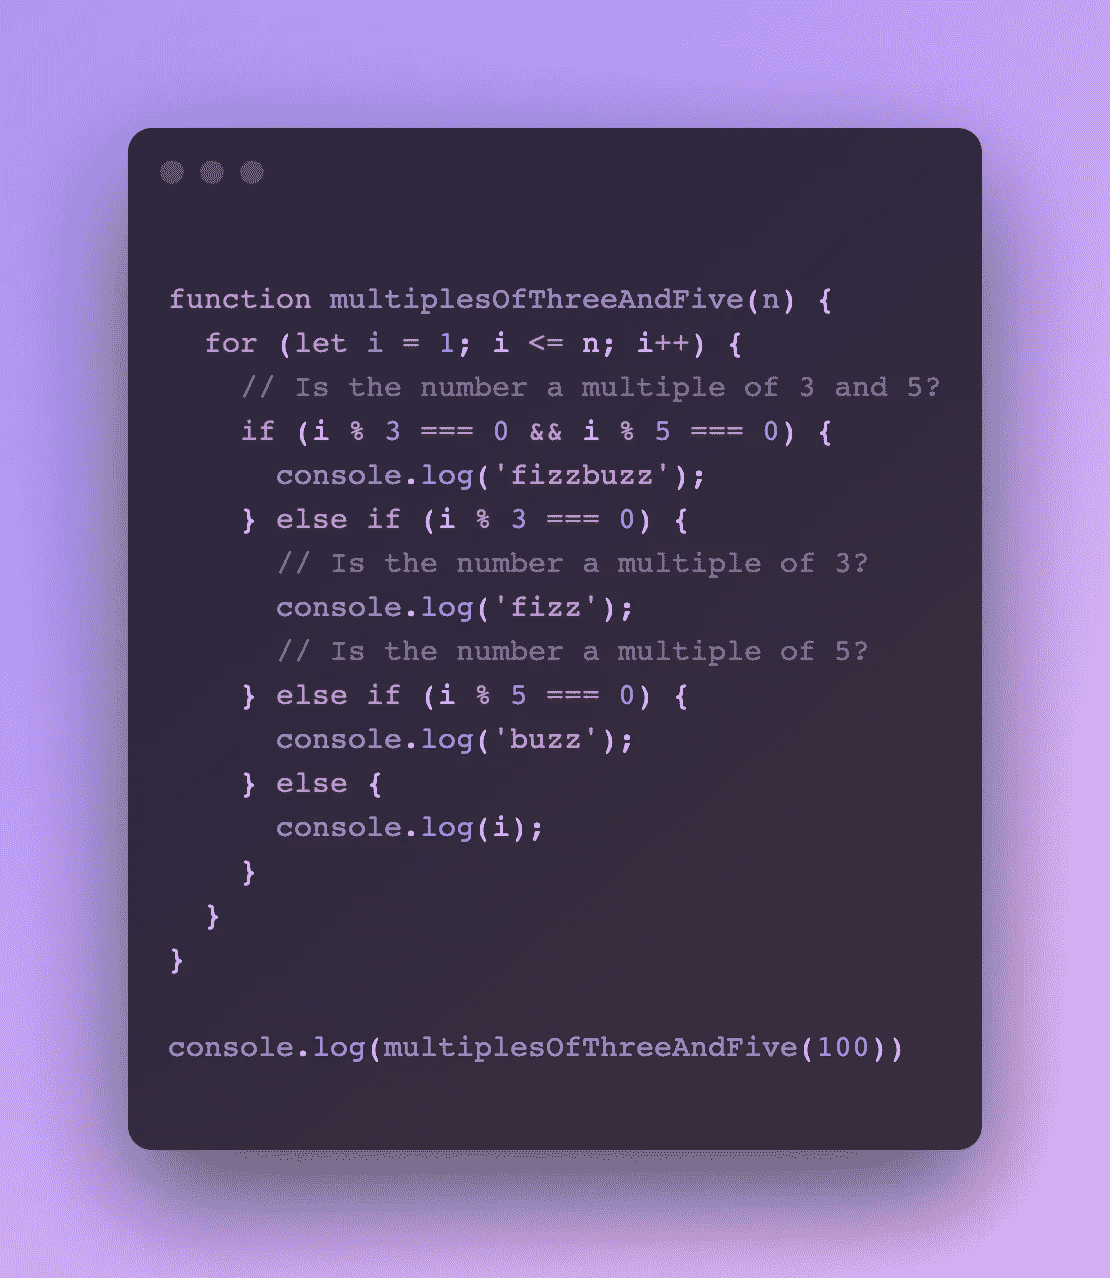 function multiplesOfThreeAndFive(n) {
  for (let i = 1; i <= n; i++) {
    // Is the number a multiple of 3 and 5?
    if (i % 3 === 0 && i % 5 === 0) {
      console.log('fizzbuzz');
    } else if (i % 3 === 0) {
      // Is the number a multiple of 3?
      console.log('fizz');
      // Is the number a multiple of 5?
    } else if (i % 5 === 0) {
      console.log('buzz');
    } else {
      console.log(i);
    }
  }
}
console.log(multiplesOfThreeAndFive(100))